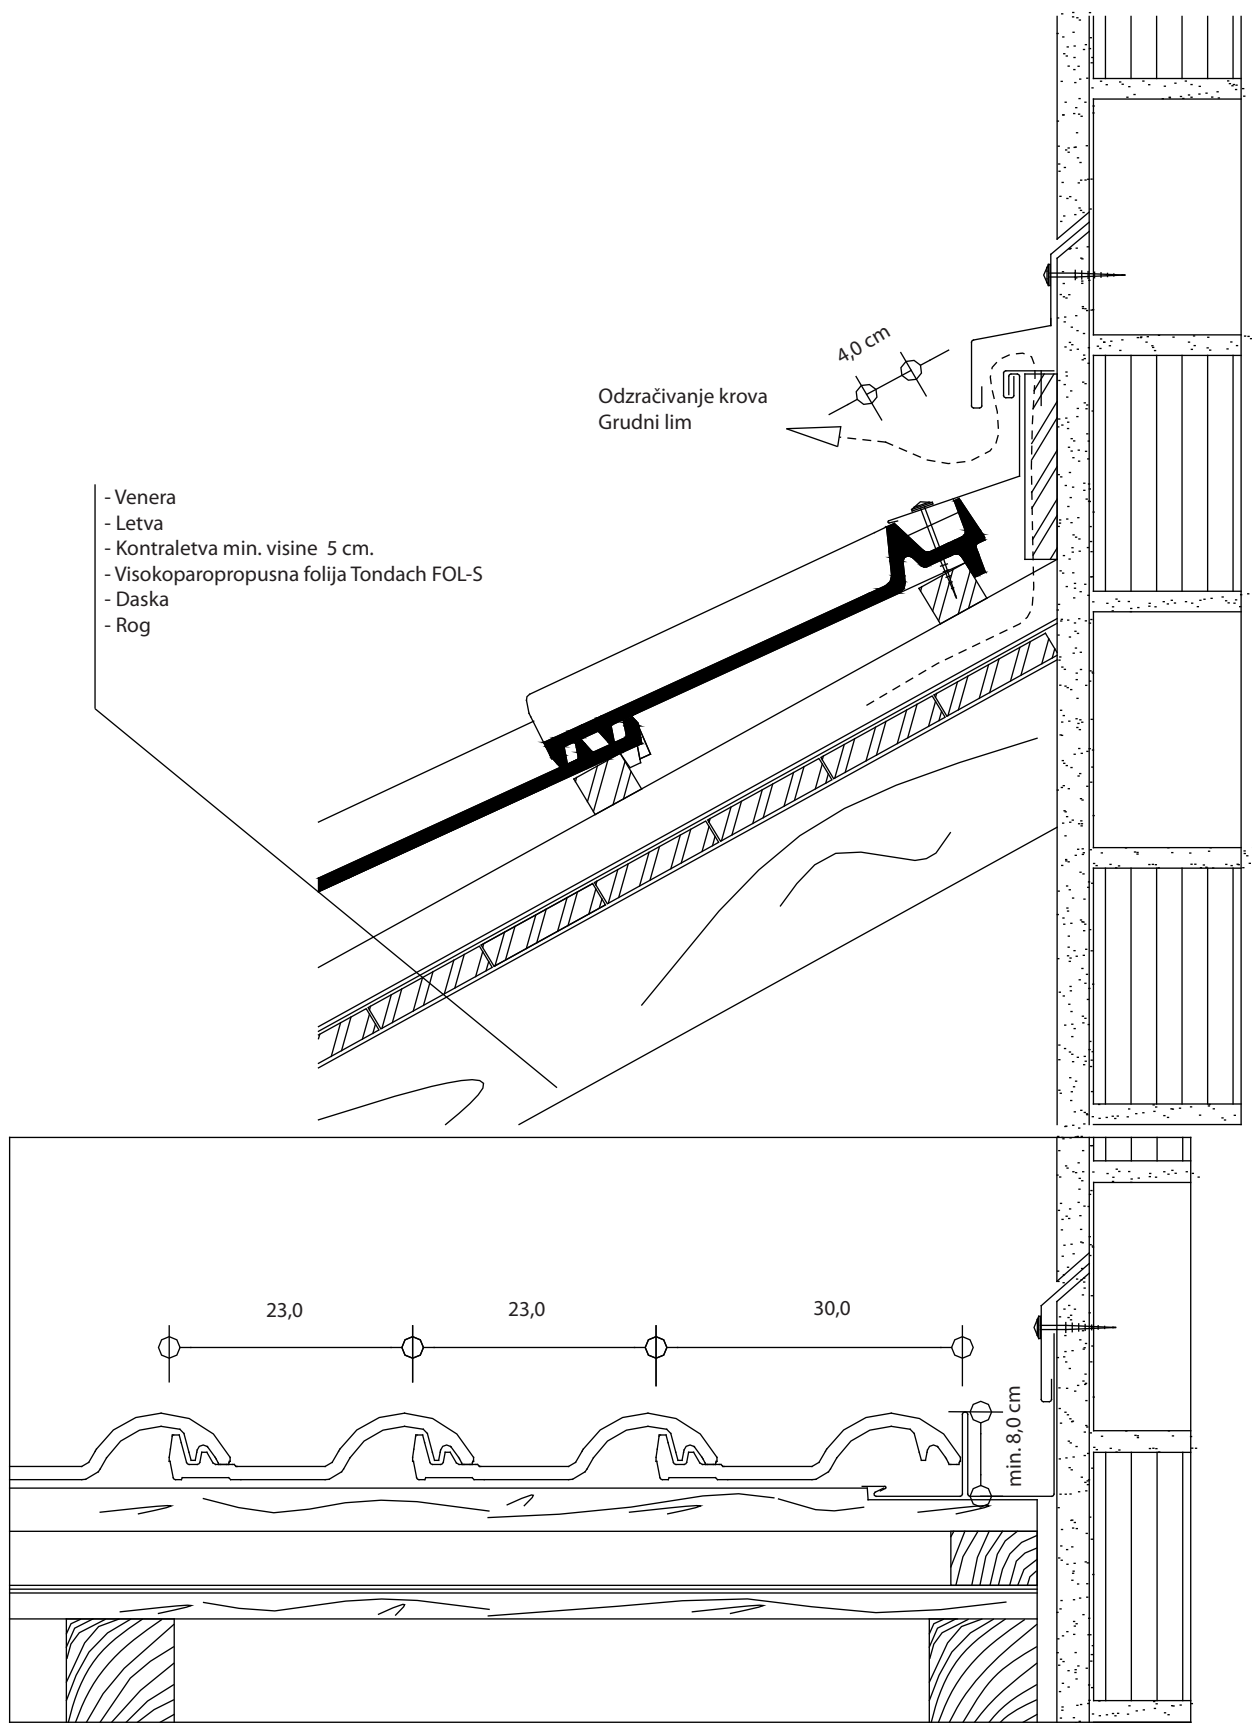 4,0 cm
Odzračivanje krova
Grudni lim
- Venera
- Letva
- Kontraletva min. visine 5 cm.
- Visokoparopropusna folija Tondach FOL-S
- Daska
- Rog
23,0
23,0
30,0
min. 8,0 cm